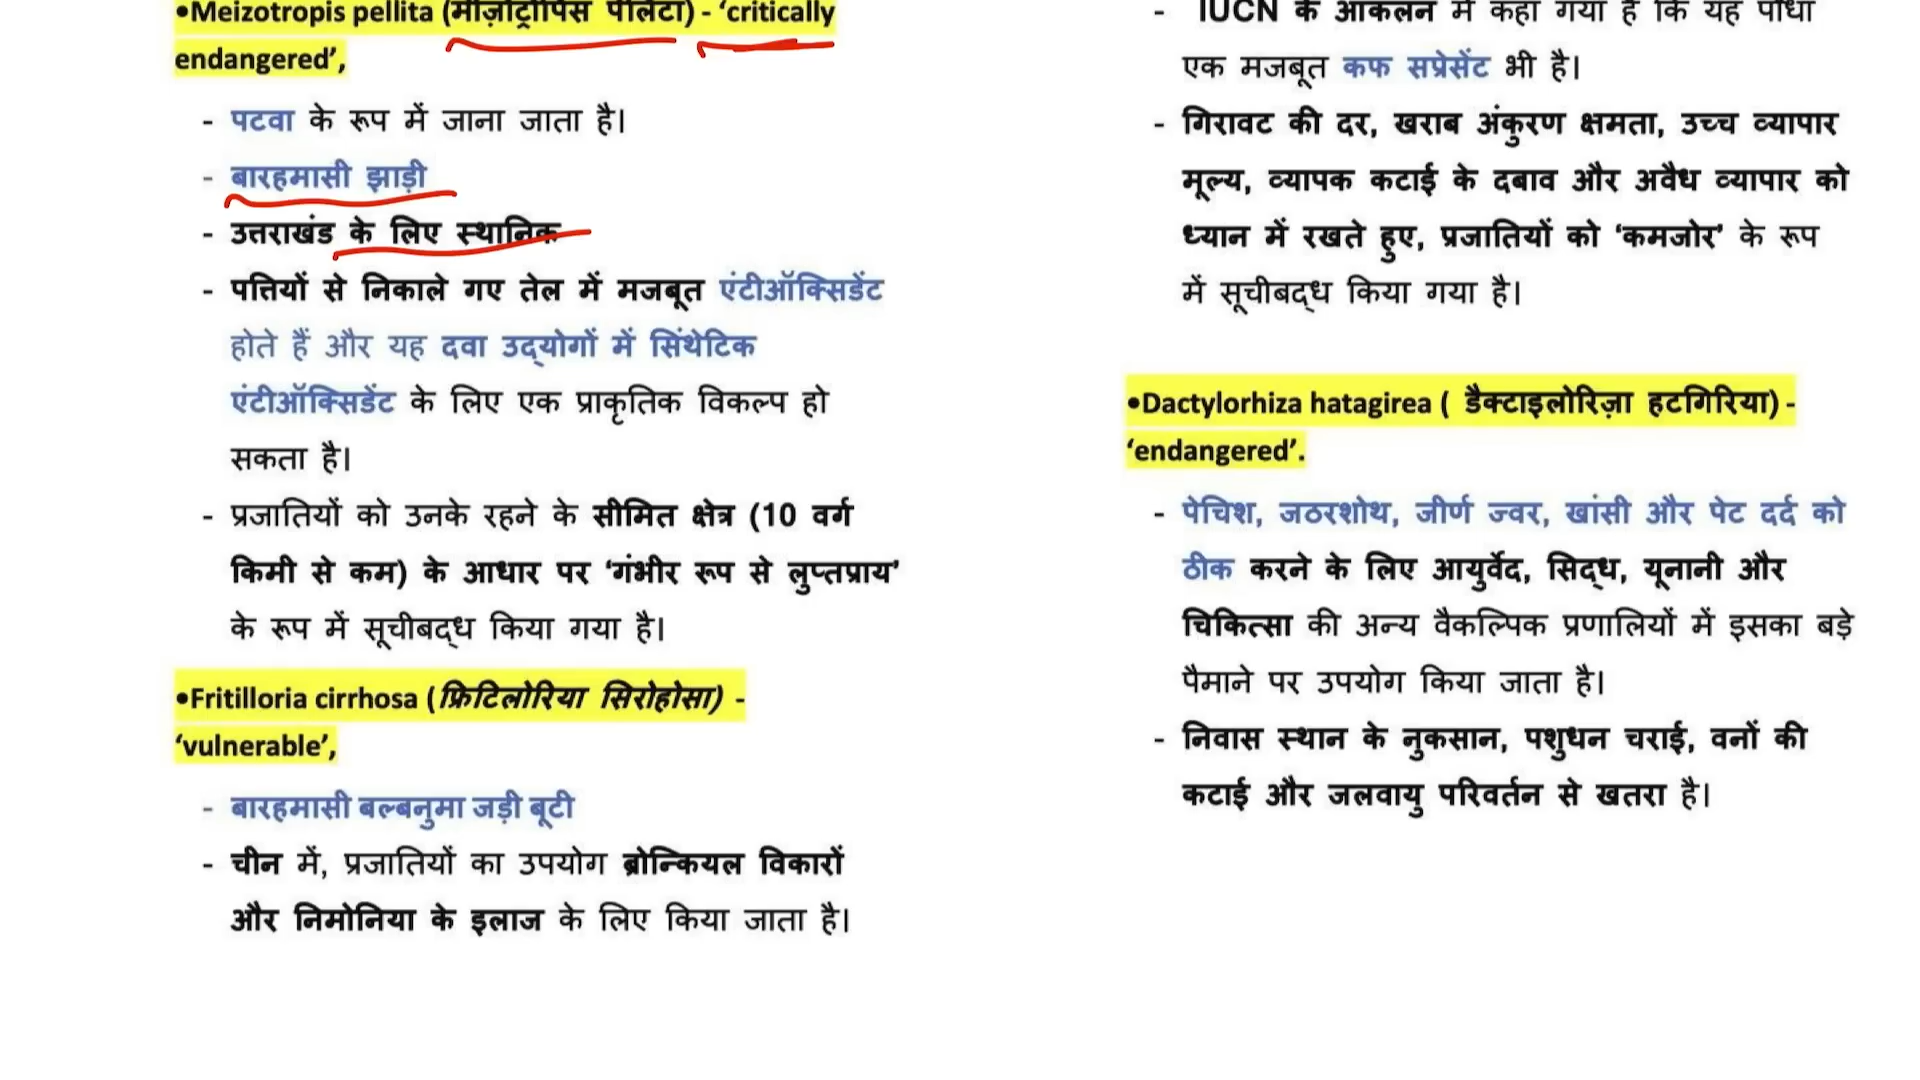 •Meizotropis pellita (मीज़ोट्रोपिस पेलिटा) - ‘critically
endangered’,
- पटवा के रूप में जाना जाता है।
- बारहमासी झाड़ी
- उत्तराखंड के लिए स्थानिक
- पत्तियों से निकाले गए तेल में मजबूत एंटीऑक्सिडेंट
होते हैं और यह दवा उद्योगों में सिंथेटिक
एंटीऑक्सिडेंट के लिए एक प्राकृतिक विकल्प हो
सकता है।
- प्रजातियों को उनके रहने के सीमित क्षेत्र (10 वर्ग
किमी से कम) के आधार पर ‘गंभीर रूप से लुप्तप्राय’
के रूप में सूचीबद्ध किया गया है।
•Fritilloria cirrhosa (फ्रिटिलोरिया सिरोहोसा) -
‘vulnerable’,
- बारहमासी बल्बनुमा जड़ी बूटी
- चीन में, प्रजातियों का उपयोग ब्रोन्कियल विकारों
और निमोनिया के इलाज के लिए किया जाता है।
- IUCN के आकलन में कहा गया है कि यह पौधा
एक मजबूत कफ सप्रेसेंट भी है।
- गिरावट की दर, खराब अंकुरण क्षमता, उच्च व्यापार
मूल्य, व्यापक कटाई के दबाव और अवैध व्यापार को
ध्यान में रखते हुए, प्रजातियों को ‘कमजोर’ के रूप
में सूचीबद्ध किया गया है।
•Dactylorhiza hatagirea ( डैक्टाइलोरिज़ा हटगिरिया) -
‘endangered’.
- पेचिश, जठरशोथ, जीर्ण ज्वर, खांसी और पेट दर्द को
ठीक करने के लिए आयुर्वेद, सिद्ध, यूनानी और
चिकित्सा की अन्य वैकल्पिक प्रणालियों में इसका बड़े
पैमाने पर उपयोग किया जाता है।
- निवास स्थान के नुकसान, पशुधन चराई, वनों की
कटाई और जलवायु परिवर्तन से खतरा है।